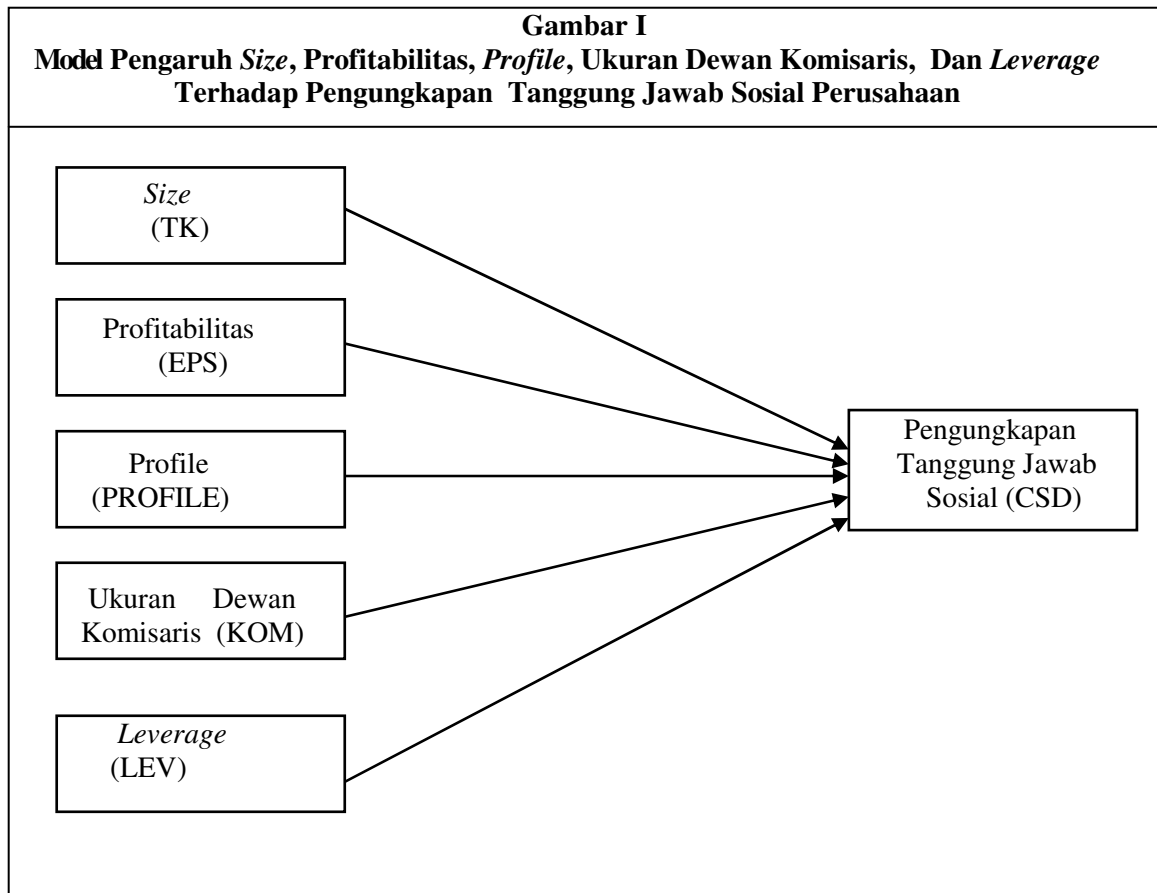 Gambar I
Model Pengaruh Size, Profitabilitas, Profile, Ukuran Dewan Komisaris, Dan Leverage
Terhadap Pengungkapan Tanggung Jawab Sosial Perusahaan
Size
(TK)
Profitabilitas
(EPS)
Profile
(PROFILE)
Ukuran Dewan
Komisaris (KOM)
Leverage
(LEV)
Pengungkapan
Tanggung Jawab
Sosial (CSD)